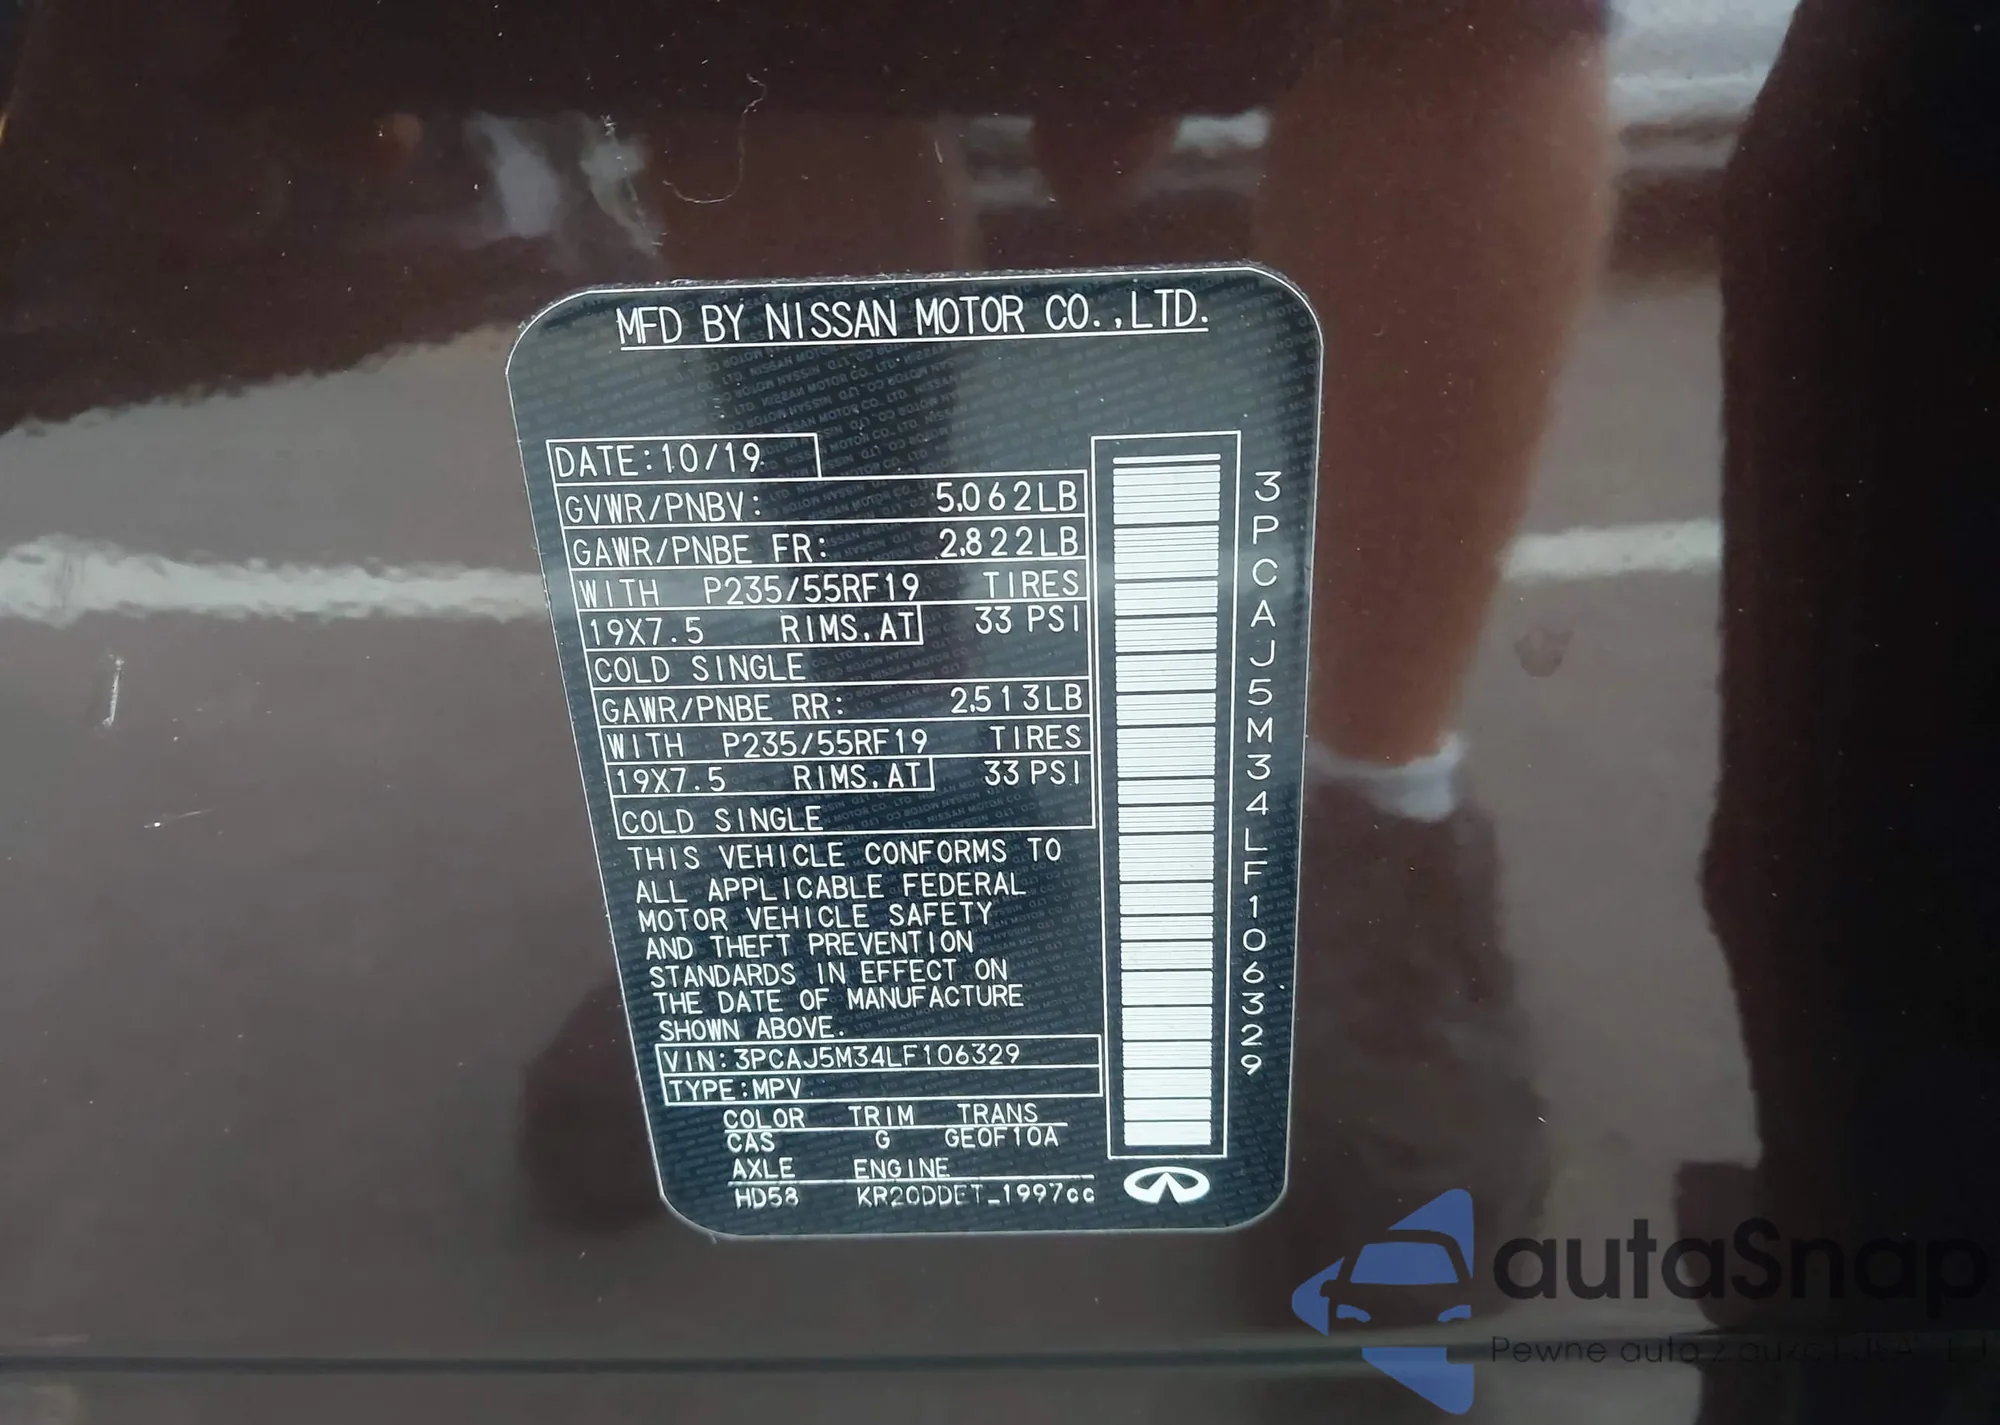 MFD BY NISSAN MOTOR CO.,LTD.
DATE:10/19
GVWR/PNBV: 5,062LB
GAWR/PNBE FR: 2,822LB
WITH P235/55RF19 TIRES
19X7.5 RIMS,AT 33 PSI
COLD SINGLE
GAWR/PNBE RR: 2,513LB
WITH P235/55RF19 TIRES
19X7.5 RIMS,AT 33 PSI
COLD SINGLE
THIS VEHICLE CONFORMS TO
ALL APPLICABLE FEDERAL
MOTOR VEHICLE SAFETY
AND THEFT PREVENTION
STANDARDS IN EFFECT ON
THE DATE OF MANUFACTURE
SHOWN ABOVE.
VIN:3PCAJ5M34LF106329
TYPE:MPV
COLOR TRIM TRANS
CAS G GE0F10A
AXLE ENGINE
HD58 KR20DDET_1997cc
3PCAJ5M34LF106329
autaSnap
Pewne auta z aukcji